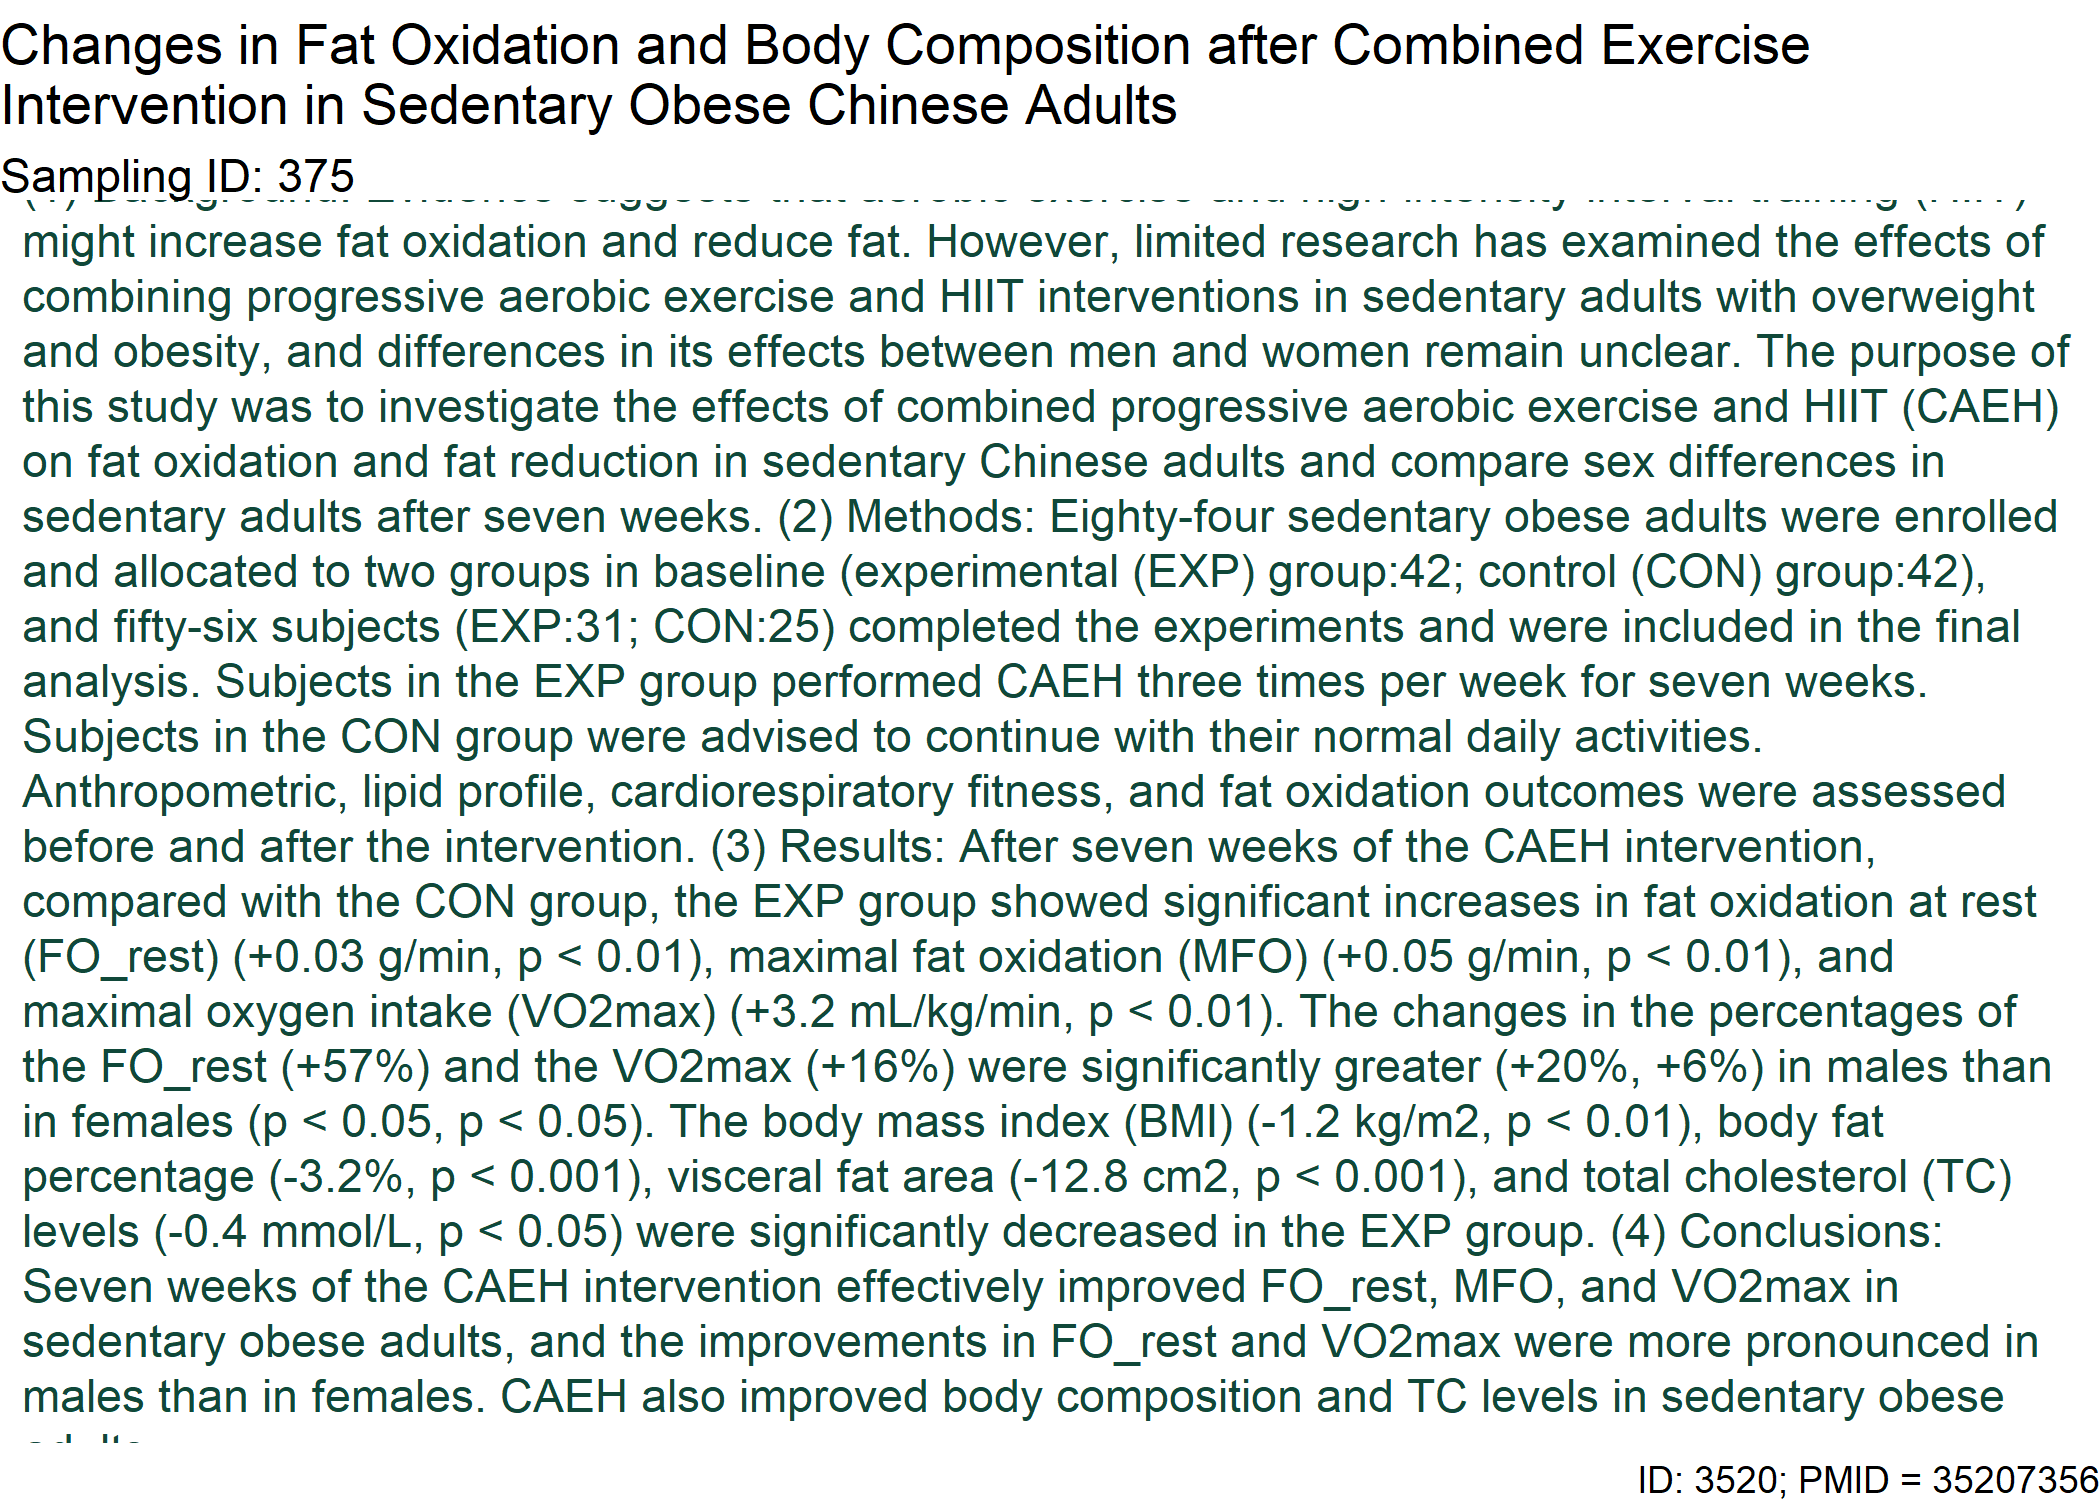 Changes in Fat Oxidation and Body Composition after Combined Exercise
Intervention in Sedentary Obese Chinese Adults
Sampling ID: 375
(1) Background: Evidence suggests that aerobic exercise and high-intensity interval training (HIIT)
might increase fat oxidation and reduce fat. However, limited research has examined the effects of
combining progressive aerobic exercise and HIIT interventions in sedentary adults with overweight
and obesity, and differences in its effects between men and women remain unclear. The purpose of
this study was to investigate the effects of combined progressive aerobic exercise and HIIT (CAEH)
on fat oxidation and fat reduction in sedentary Chinese adults and compare sex differences in
sedentary adults after seven weeks. (2) Methods: Eighty-four sedentary obese adults were enrolled
and allocated to two groups in baseline (experimental (EXP) group:42; control (CON) group:42),
and fifty-six subjects (EXP:31; CON:25) completed the experiments and were included in the final
analysis. Subjects in the EXP group performed CAEH three times per week for seven weeks.
Subjects in the CON group were advised to continue with their normal daily activities.
Anthropometric, lipid profile, cardiorespiratory fitness, and fat oxidation outcomes were assessed
before and after the intervention. (3) Results: After seven weeks of the CAEH intervention,
compared with the CON group, the EXP group showed significant increases in fat oxidation at rest
(FO_rest) (+0.03 g/min, p < 0.01), maximal fat oxidation (MFO) (+0.05 g/min, p < 0.01), and
maximal oxygen intake (VO2max) (+3.2 mL/kg/min, p < 0.01). The changes in the percentages of
the FO_rest (+57%) and the VO2max (+16%) were significantly greater (+20%, +6%) in males than
in females (p < 0.05, p < 0.05). The body mass index (BMI) (-1.2 kg/m2, p < 0.01), body fat
percentage (-3.2%, p < 0.001), visceral fat area (-12.8 cm2, p < 0.001), and total cholesterol (TC)
levels (-0.4 mmol/L, p < 0.05) were significantly decreased in the EXP group. (4) Conclusions:
Seven weeks of the CAEH intervention effectively improved FO_rest, MFO, and VO2max in
sedentary obese adults, and the improvements in FO_rest and VO2max were more pronounced in
males than in females. CAEH also improved body composition and TC levels in sedentary obese
ID: 3520; PMID = 35207356